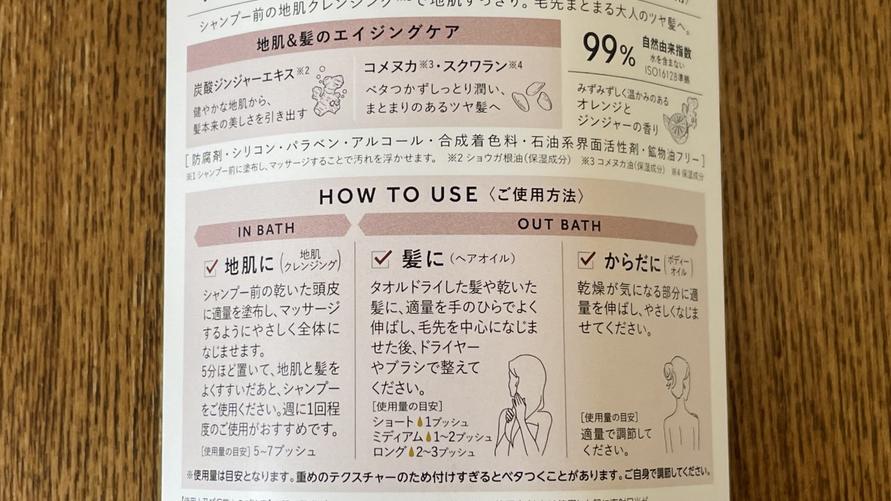 シャンプー前の地肌クレンジング※1で地肌すっきり。毛先まとまる大人のツヤ髪へ。
地肌&髪のエイジングケア
炭酸ジンジャーエキス※2
健やかな地肌から、
髪本来の美しさを引き出す
コメヌカ※3・スクワラン※4
ベタつかずしっとり潤い、
まとまりのあるツヤ髪へ
99% 自然由来指数
水を含まない
ISO16128準拠
みずみずしく温かみのある
オレンジと
ジンジャーの香り
[防腐剤・シリコン・パラベン・アルコール・合成着色料・石油系界面活性剤・鉱物油フリー]
※1 シャンプー前に塗布し、マッサージすることで汚れを浮かせます。 ※2 ショウガ根油(保湿成分) ※3 コメヌカ油(保湿成分) ※4 保湿成分
HOW TO USE〈ご使用方法〉
IN BATH
OUT BATH
地肌に(地肌クレンジング)
シャンプー前の乾いた頭皮
に適量を塗布し、マッサージ
するようにやさしく全体に
なじませます。
5分ほど置いて、地肌と髪を
よくすすいだあと、シャンプー
をご使用ください。週に1回程
度のご使用がおすすめです。
[使用量の目安] 5~7プッシュ
髪に(ヘアオイル)
タオルドライした髪や乾いた
髪に、適量を手のひらでよく
伸ばし、毛先を中心になじま
せた後、ドライヤー
やブラシで整えて
ください。
[使用量の目安]
ショート 1プッシュ
ミディアム 1~2プッシュ
ロング 2~3プッシュ
からだに(ボディーオイル)
乾燥が気になる部分に適
量を伸ばし、やさしくなじま
せてください。
[使用量の目安]
適量で調節して
ください。
※使用量は目安となります。重めのテクスチャーのため付けすぎるとベタつくことがあります。ご自身で調節してください。